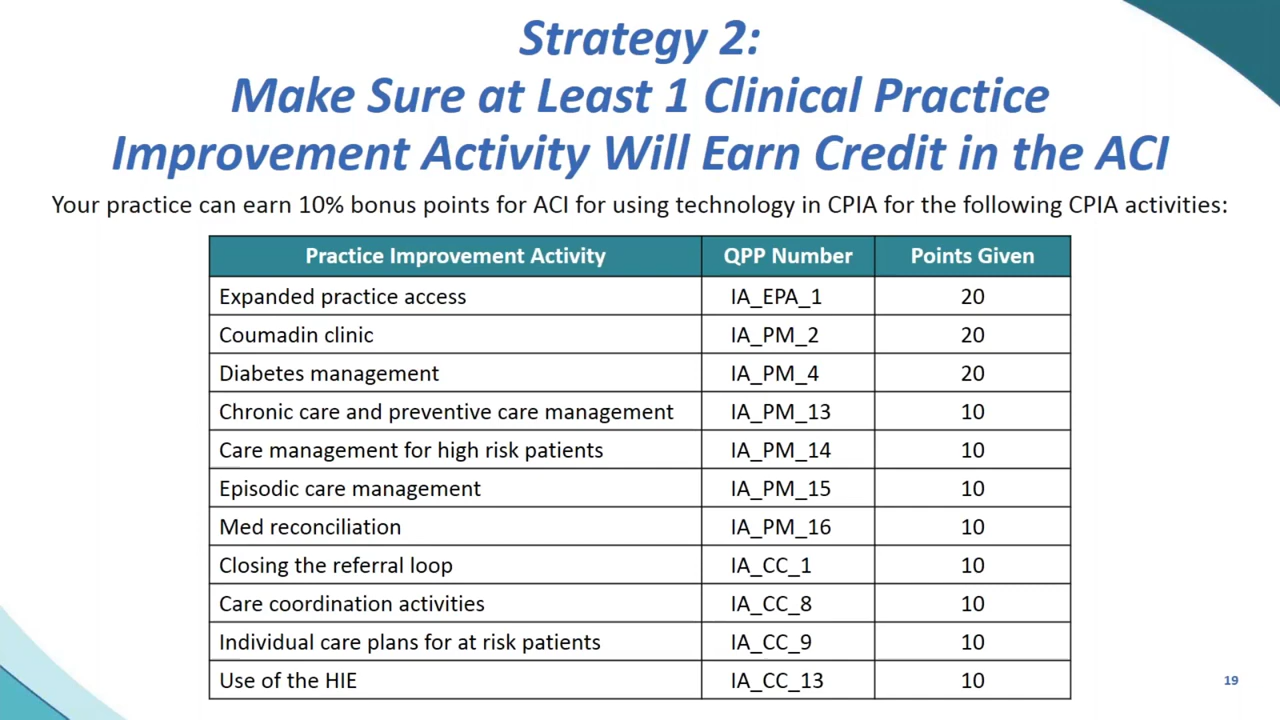 Strategy 2:
Make Sure at Least 1 Clinical Practice
Improvement Activity Will Earn Credit in the ACI
Your practice can earn 10% bonus points for ACI for using technology in CPIA for the following CPIA activities:
Practice Improvement Activity QPP Number Points Given
Expanded practice access IA_EPA_1 20
Coumadin clinic IA_PM_2 20
Diabetes management IA_PM_4 20
Chronic care and preventive care management IA_PM_13 10
Care management for high risk patients IA_PM_14 10
Episodic care management IA_PM_15 10
Med reconciliation IA_PM_16 10
Closing the referral loop IA_CC_1 10
Care coordination activities IA_CC_8 10
Individual care plans for at risk patients IA_CC_9 10
Use of the HIE IA_CC_13 10
19